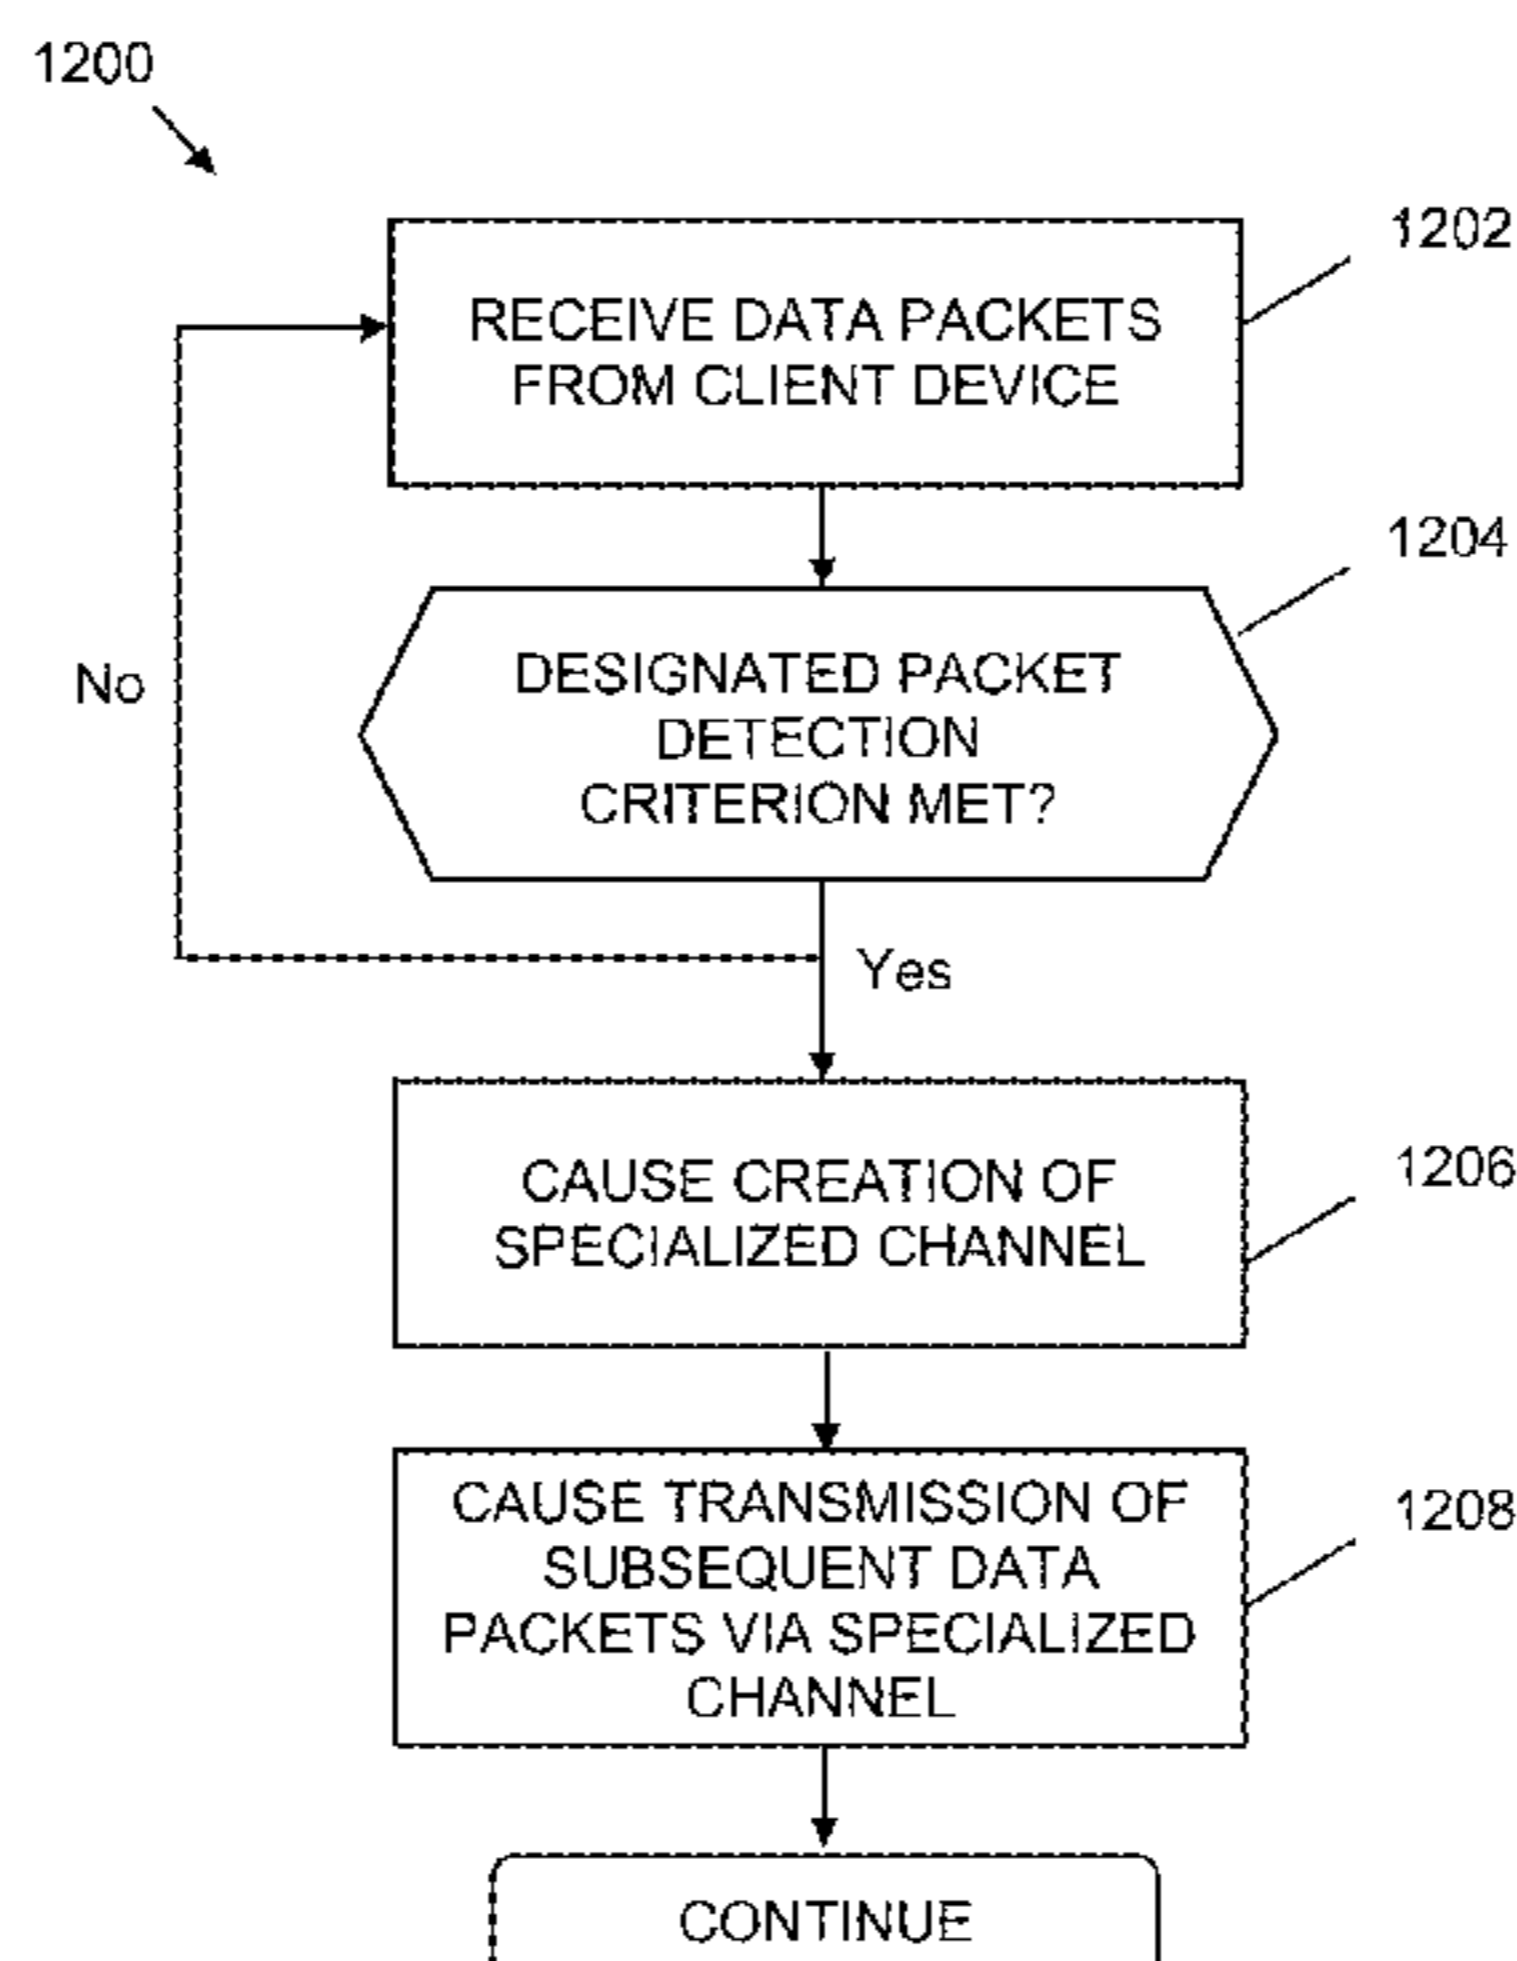 1200
1202
RECEIVE DATA PACKETS
FROM CLIENT DEVICE
1204
DESIGNATED PACKET
DETECTION
CRITERION MET?
No
Yes
1206
CAUSE CREATION OF
SPECIALIZED CHANNEL
1208
CAUSE TRANSMISSION OF
SUBSEQUENT DATA
PACKETS VIA SPECIALIZED
CHANNEL
CONTINUE